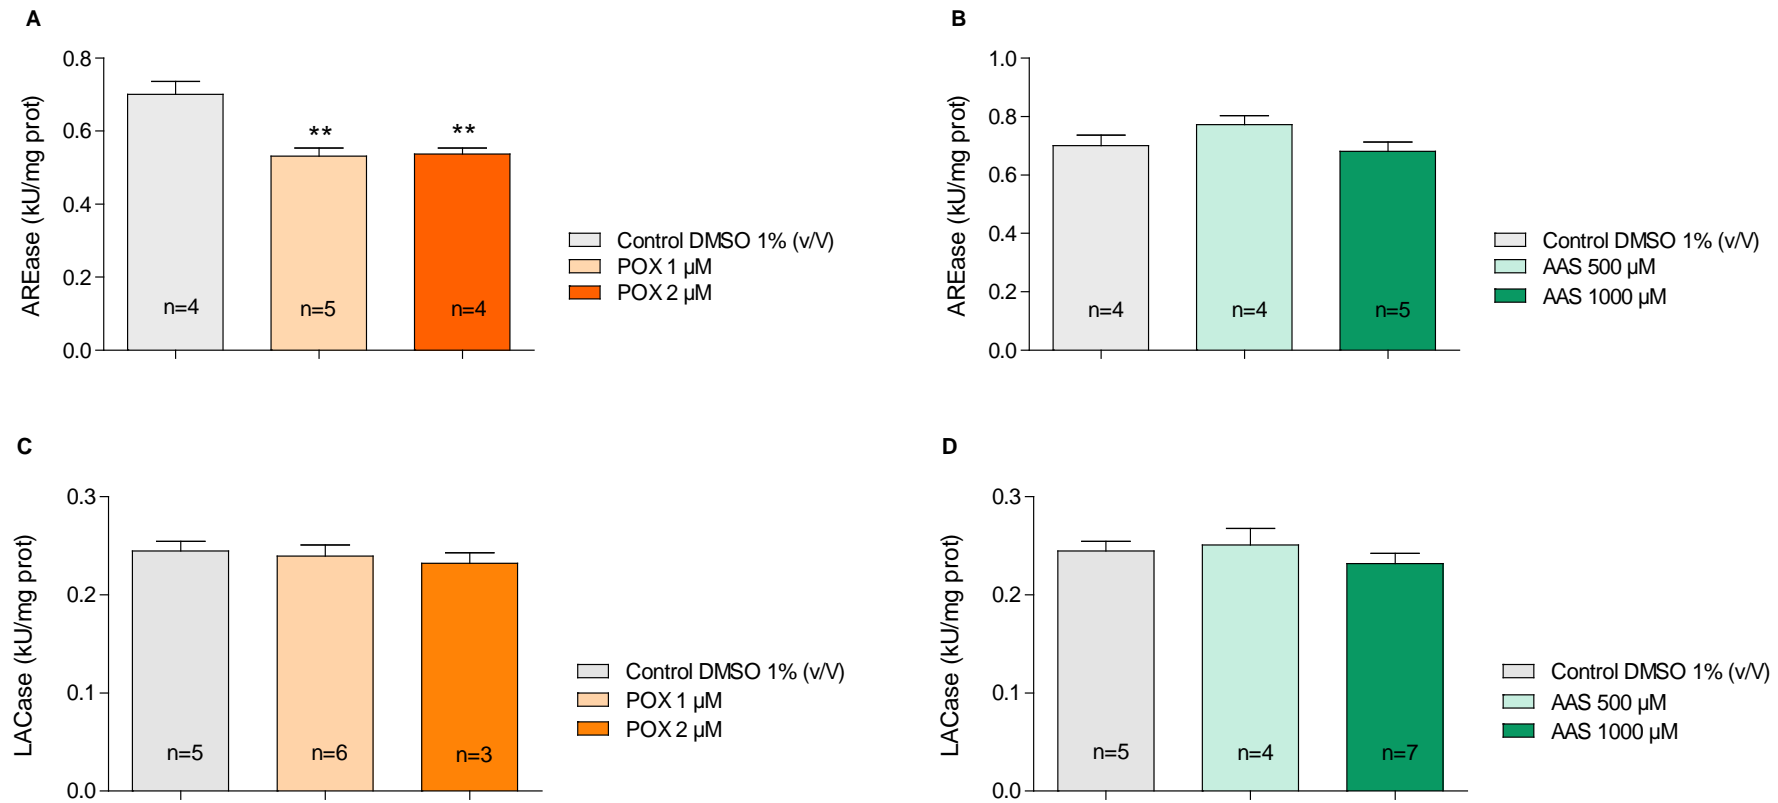 A
AREase (kU/mg prot)
0.8
0.6
0.4
0.2
0.0
** **
n=4 n=5 n=4
Control DMSO 1% (v/V)
POX 1 µM
POX 2 µM
B
AREase (kU/mg prot)
1.0
0.8
0.6
0.4
0.2
0.0
n=4 n=4 n=5
Control DMSO 1% (v/V)
AAS 500 µM
AAS 1000 µM
C
LACase (kU/mg prot)
0.3
0.2
0.1
0.0
n=5 n=6 n=3
Control DMSO 1% (v/V)
POX 1 µM
POX 2 µM
D
LACase (kU/mg prot)
0.3
0.2
0.1
0.0
n=5 n=4 n=7
Control DMSO 1% (v/V)
AAS 500 µM
AAS 1000 µM